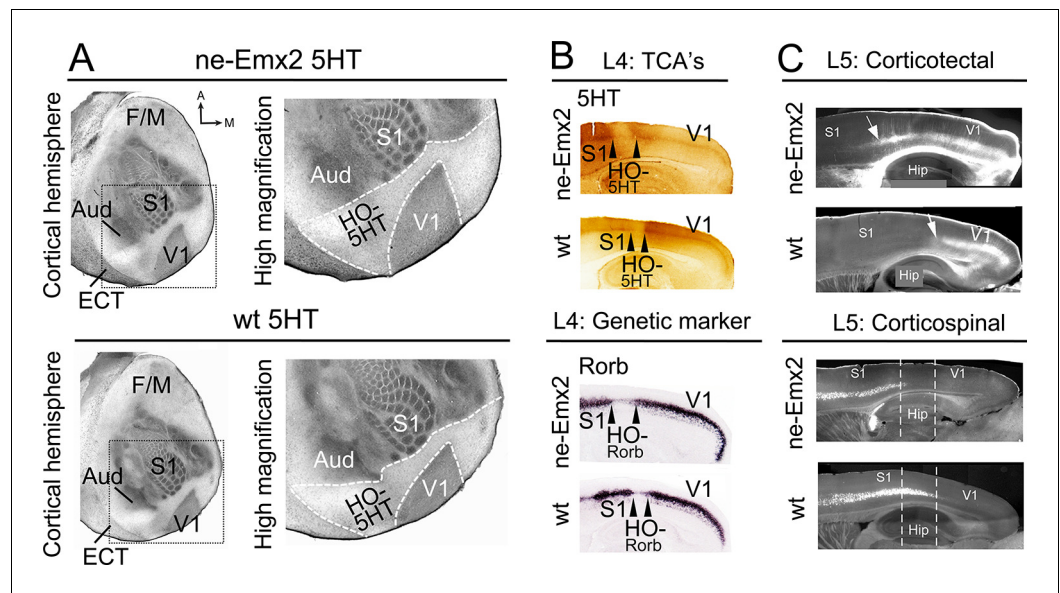 A
ne-Emx2 5HT
Cortical hemisphere
F/M
A
M
S1
Aud
V1
ECT
High magnification
S1
Aud
HO-
5HT
V1
wt 5HT
Cortical hemisphere
F/M
S1
Aud
V1
ECT
High magnification
S1
Aud
HO-
5HT
V1
B
L4: TCA's
5HT
ne-Emx2
V1
S1
HO-
5HT
wt
V1
S1
HO-
5HT
L4: Genetic marker
Rorb
ne-Emx2
V1
S1
HO-
Rorb
wt
V1
S1
HO-
Rorb
C
L5: Corticotectal
ne-Emx2
S1
V1
Hip
wt
S1
V1
Hip
L5: Corticospinal
ne-Emx2
S1
V1
Hip
wt
S1
V1
Hip